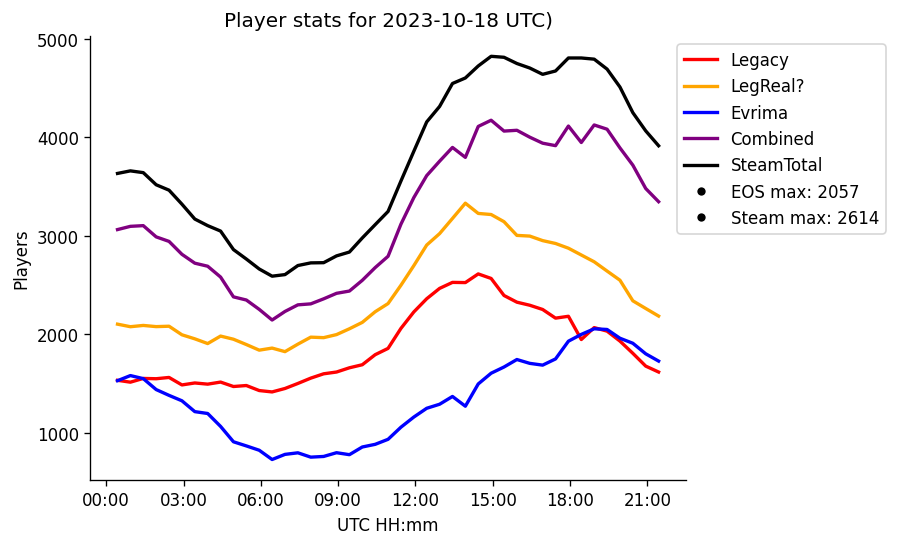 Player stats for 2023-10-18 UTC)
Players
5000
4000
3000
2000
1000
00:00 03:00 06:00 09:00 12:00 15:00 18:00 21:00
UTC HH:mm
Legacy
LegReal?
Evrima
Combined
SteamTotal
EOS max: 2057
Steam max: 2614